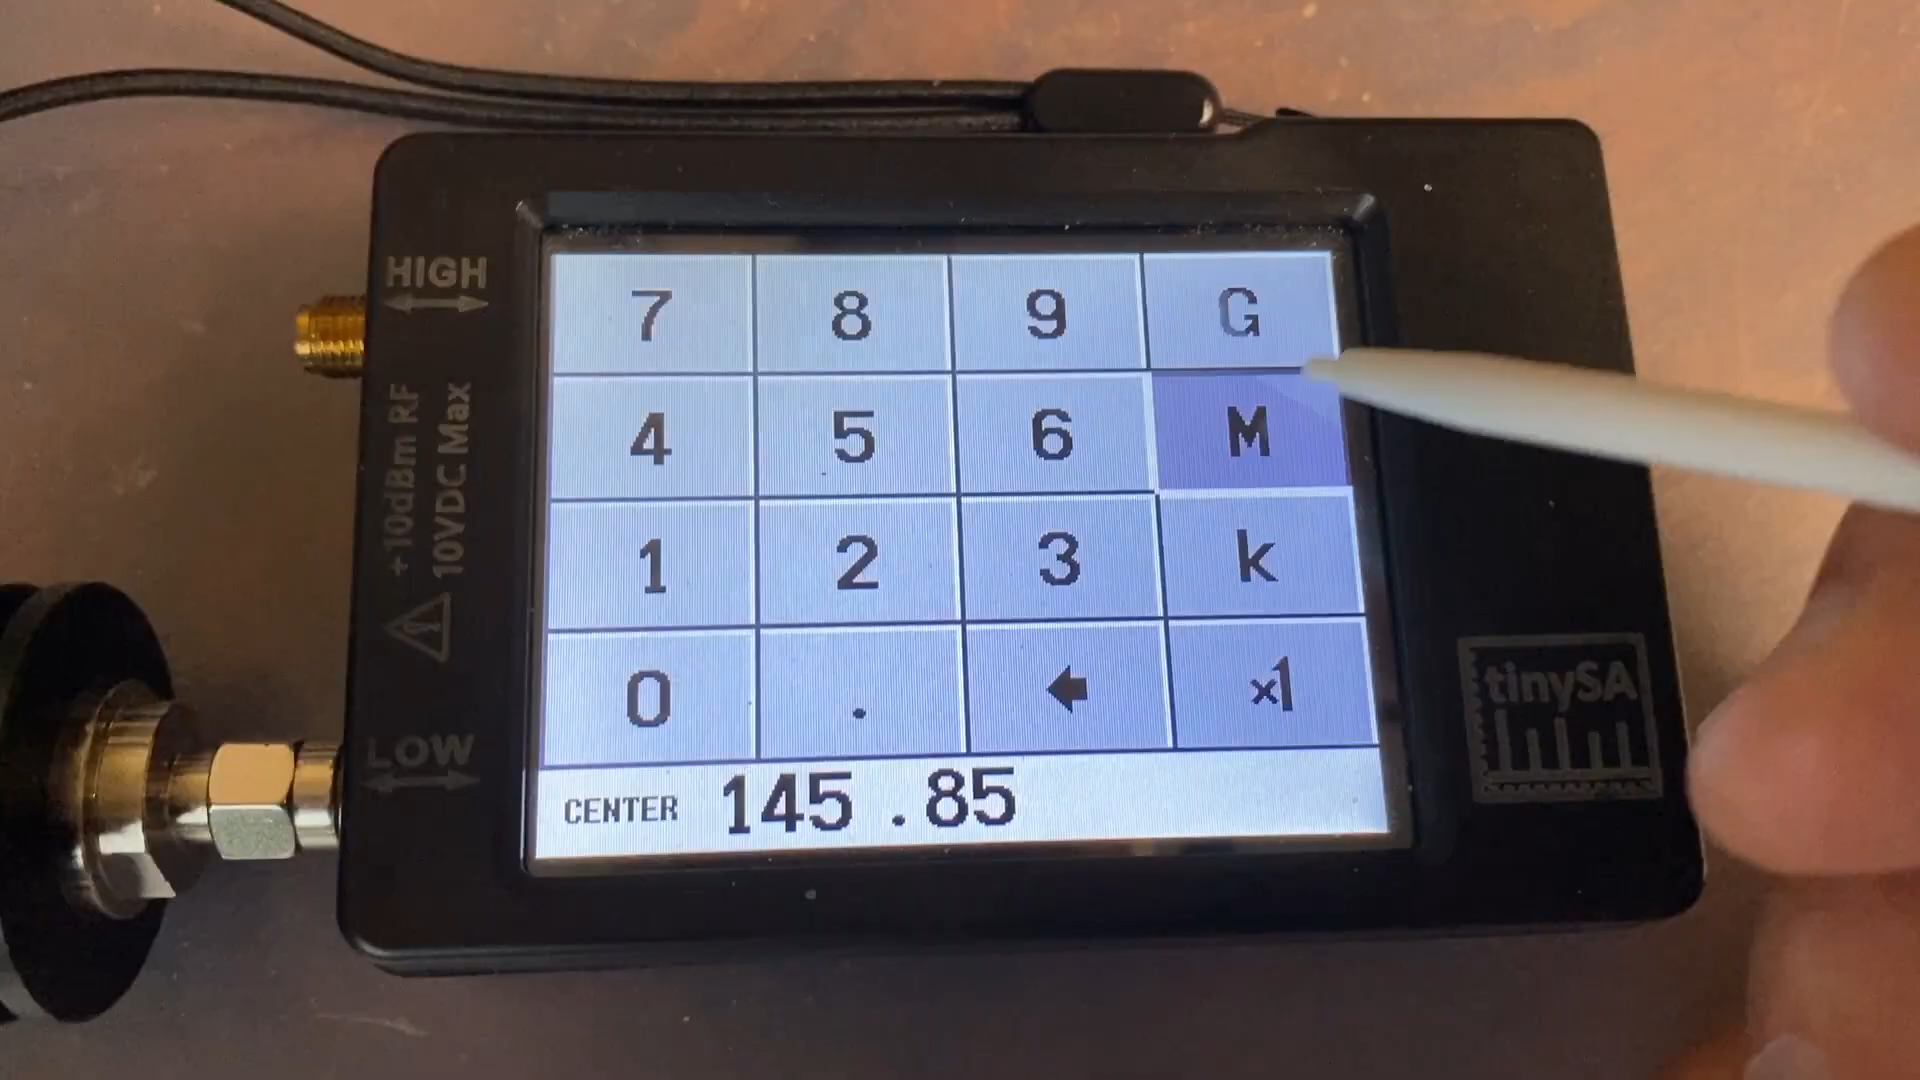 HIGH
+10dBm RF
10VDC Max
LOW
7 8 9 G
4 5 6 M
1 2 3 k
0 . ← x1
CENTER 145.85
tinySA